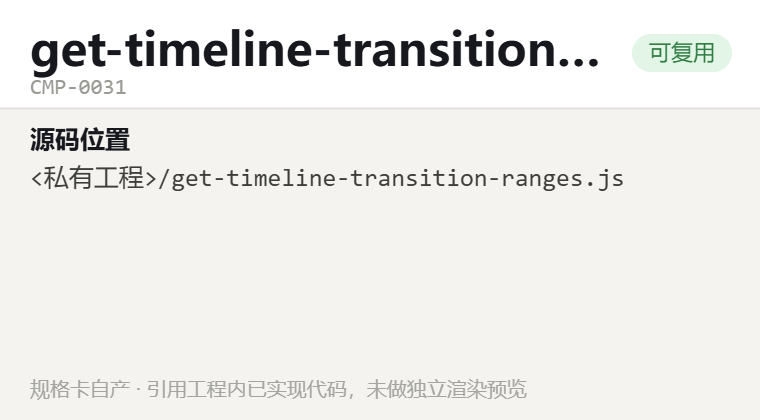 get-timeline-transition...
可复用
CMP-0031
源码位置
<私有工程>/get-timeline-transition-ranges.js
规格卡自产 · 引用工程内已实现代码，未做独立渲染预览